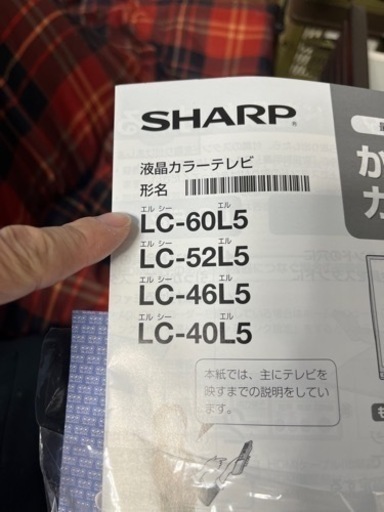 SHARP®
液晶カラーテレビ
形名
エル シー エル
LC-60L5
エル シー エル
LC-52L5
エル シー エル
LC-46L5
エル シー エル
LC-40L5
本紙では、主にテレビを
映すまでの説明をしてい
ます。
か